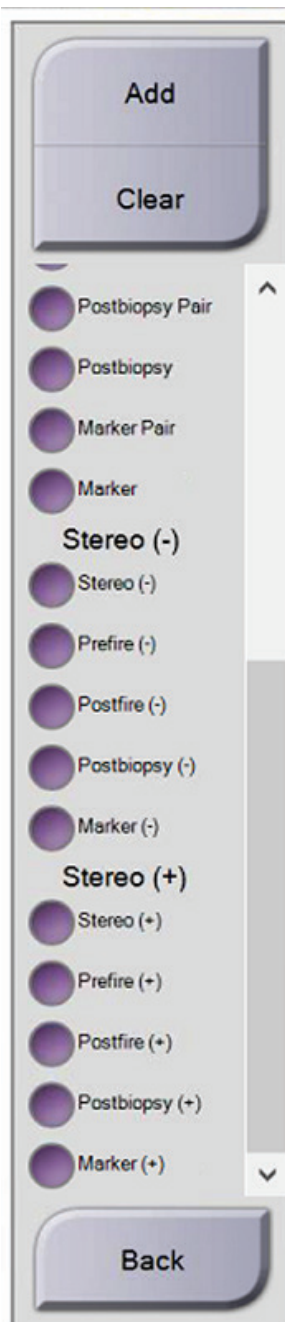 Add
Clear
Postbiopsy Pair
Postbiopsy
Marker Pair
Marker
Stereo (-)
Stereo (-)
Prefire (-)
Postfire (-)
Postbiopsy (-)
Marker (-)
Stereo (+)
Stereo (+)
Prefire (+)
Postfire (+)
Postbiopsy (+)
Marker (+)
Back